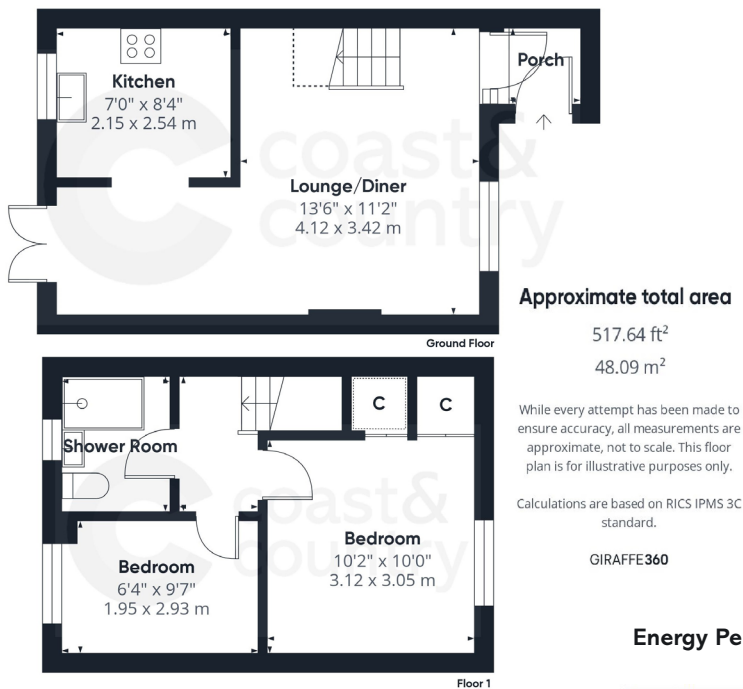 Kitchen
7'0" x 8'4"
2.15 x 2.54 m
Porch
coast&
country
Lounge/Diner
13'6" x 11'2"
4.12 x 3.42 m
Ground Floor
Approximate total area
517.64 ft²
48.09 m²
While every attempt has been made to
ensure accuracy, all measurements are
approximate, not to scale. This floor
plan is for illustrative purposes only.
Calculations are based on RICS IPMS 3C
standard.
GIRAFFE360
C
C
Shower Room
coast&
country
Bedroom
6'4" x 9'7"
1.95 x 2.93 m
Bedroom
10'2" x 10'0"
3.12 x 3.05 m
Floor 1
Energy Pe